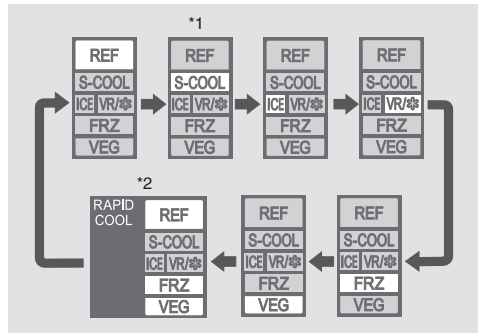 *1
REF
S-COOL
ICE VR/❄
FRZ
VEG
REF
S-COOL
ICE VR/❄
FRZ
VEG
REF
S-COOL
ICE VR/❄
FRZ
VEG
REF
S-COOL
ICE VR/❄
FRZ
VEG
*2
RAPID
COOL
REF
S-COOL
ICE VR/❄
FRZ
VEG
REF
S-COOL
ICE VR/❄
FRZ
VEG
REF
S-COOL
ICE VR/❄
FRZ
VEG